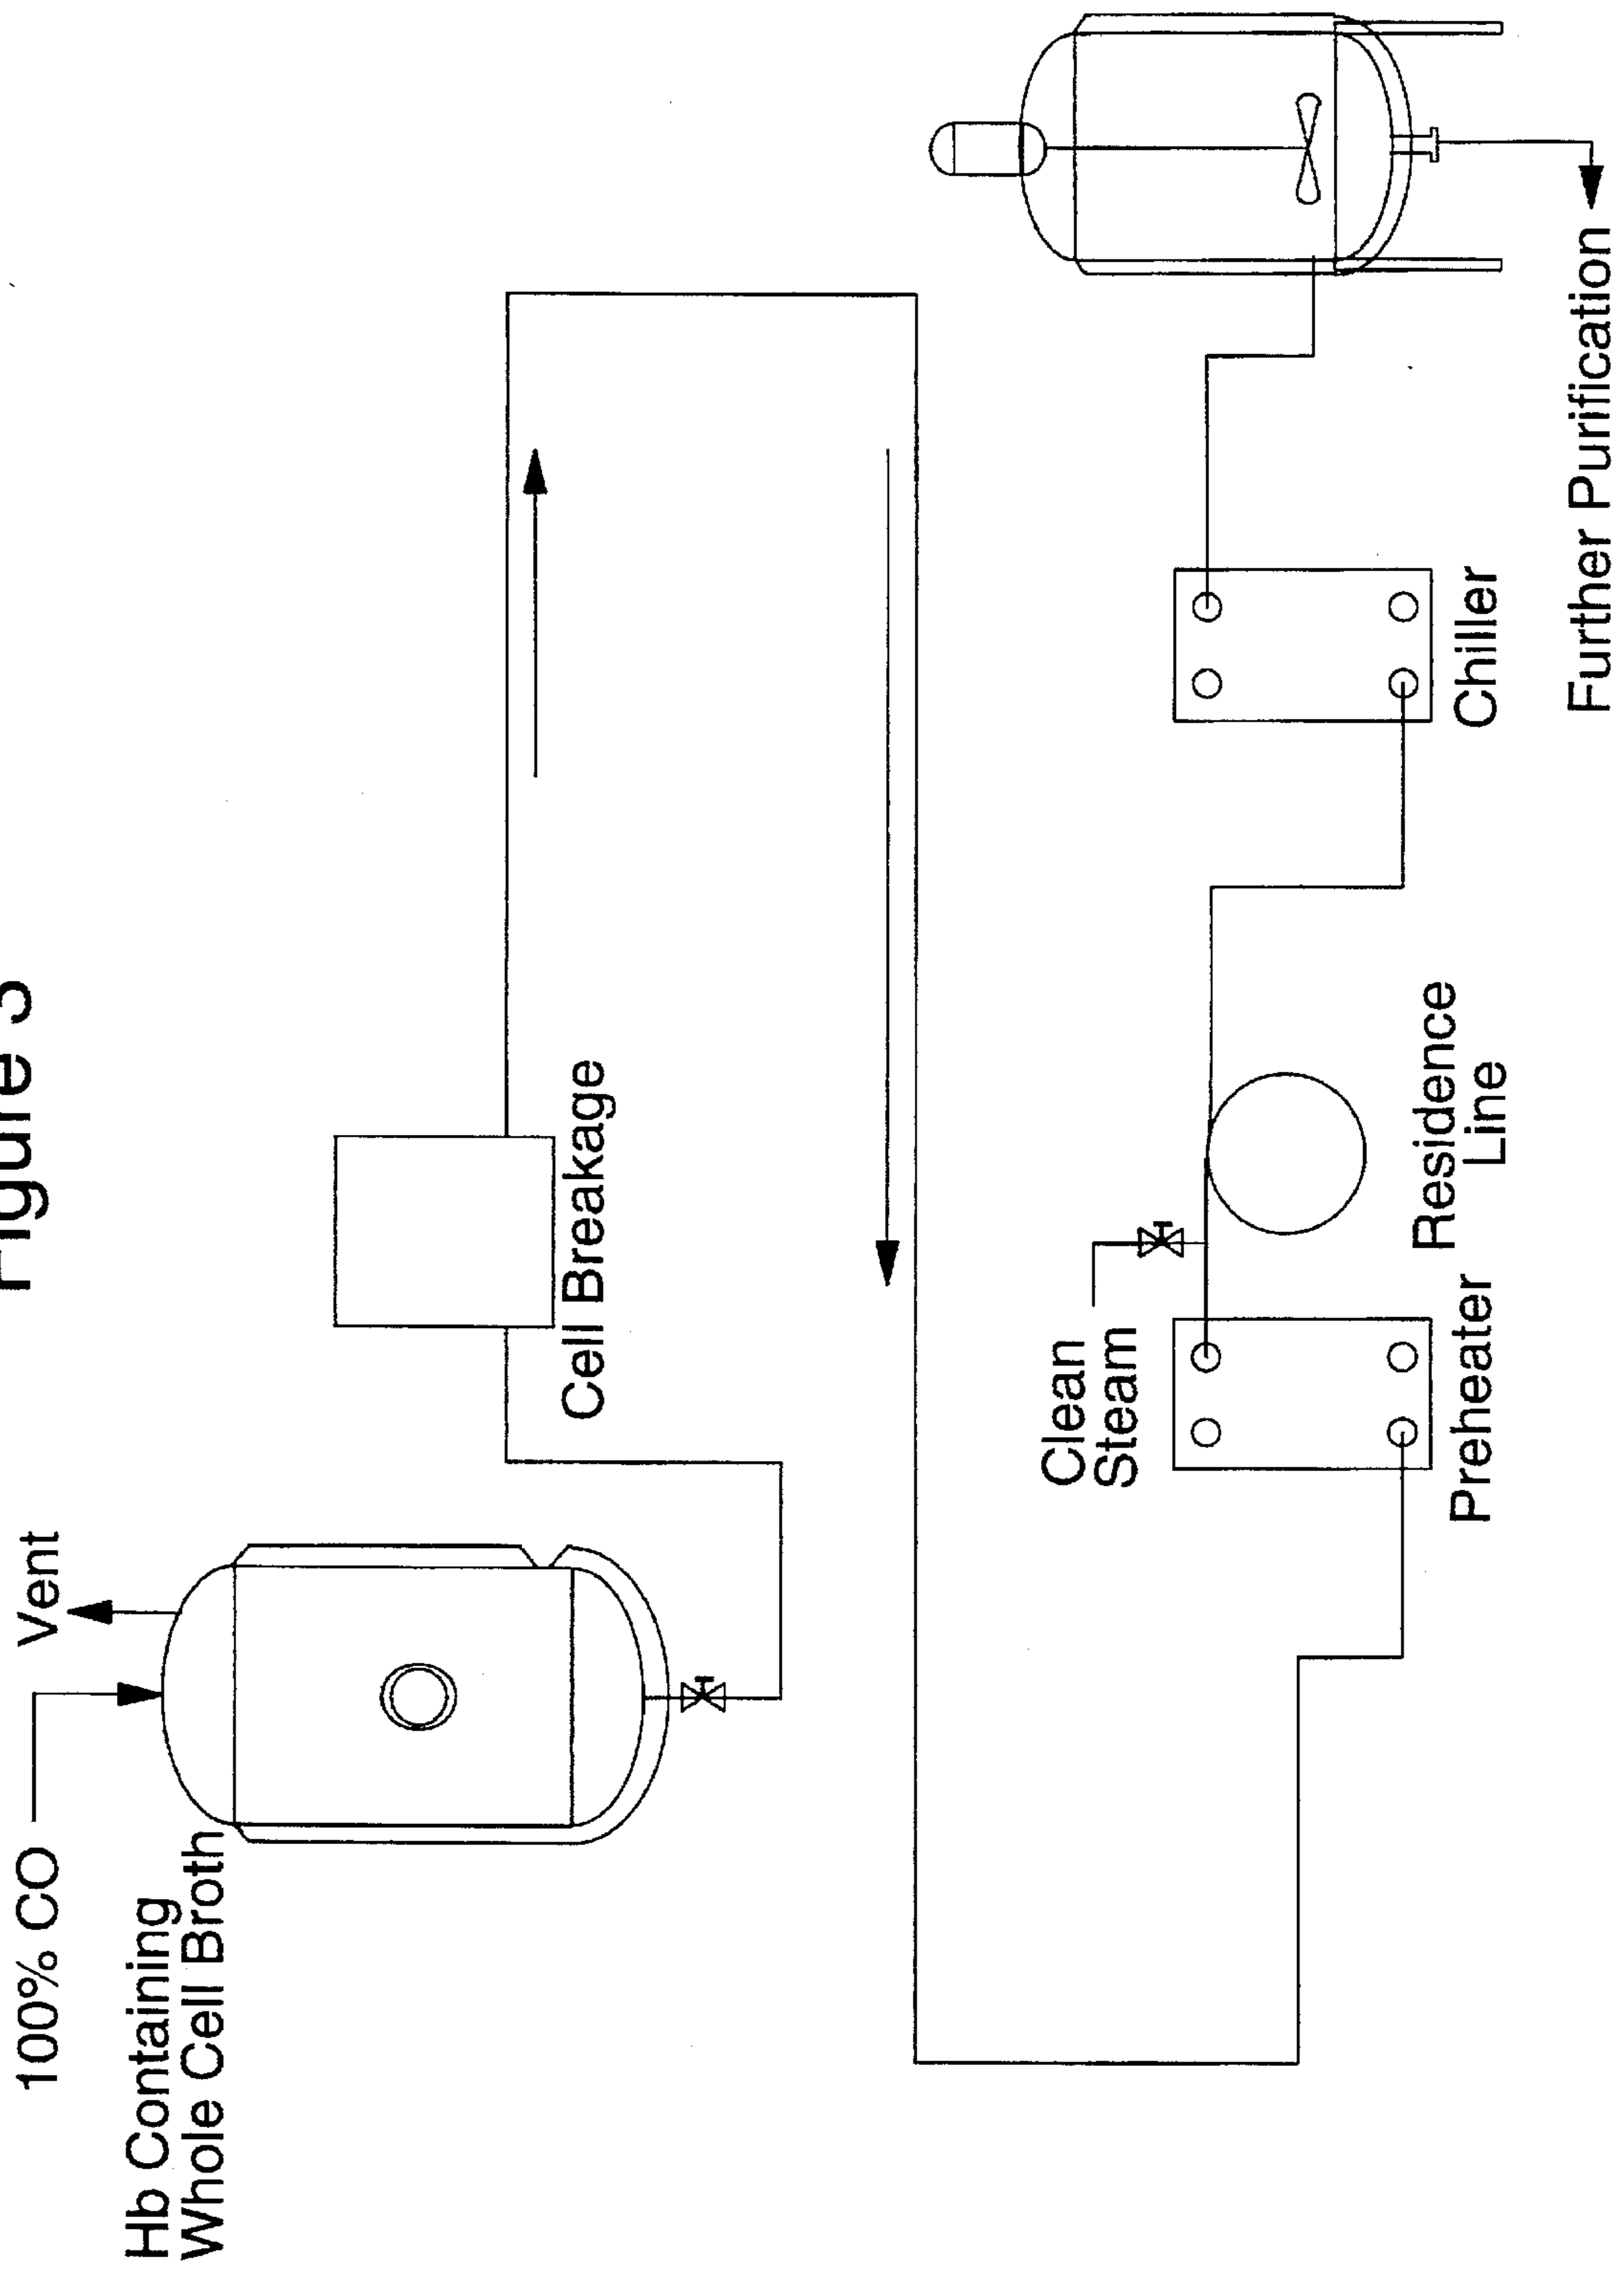 Figure 3
100% CO
Vent
Hb Containing
Whole Cell Broth
Cell Breakage
Clean
Steam
Preheater
Residence
Line
Chiller
Further Purification